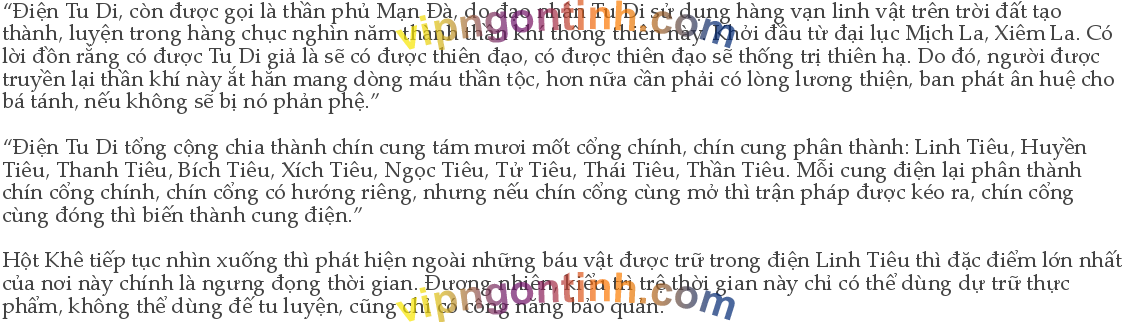 “Điện Tu Di, còn được gọi là thần phủ Mạn Đà, do đạo nhân Tu Di sử dụng hàng vạn linh vật trên trời đất tạo
thành, luyện trong hàng chục nghìn năm thành thần khí thông thiên này. Khởi đầu từ đại lục Mịch La, Xiêm La. Có
lời đồn rằng có được Tu Di giả là sẽ có được thiên đạo, có được thiên đạo sẽ thống trị thiên hạ. Do đó, người được
truyền lại thần khí này ắt hẳn mang dòng máu thần tộc, hơn nữa cần phải có lòng lương thiện, ban phát ân huệ cho
bá tánh, nếu không sẽ bị nó phản phệ.”
“Điện Tu Di tổng cộng chia thành chín cung tám mươi mốt cổng chính, chín cung phân thành: Linh Tiêu, Huyền
Tiêu, Thanh Tiêu, Bích Tiêu, Xích Tiêu, Ngọc Tiêu, Tử Tiêu, Thái Tiêu, Thần Tiêu. Mỗi cung điện lại phân thành
chín cổng chính, chín cổng có hướng riêng, nhưng nếu chín cổng cùng mở thì trận pháp được kéo ra, chín cổng
cùng đóng thì biến thành cung điện.”
Hột Khê tiếp tục nhìn xuống thì phát hiện ngoài những báu vật được trữ trong điện Linh Tiêu thì đặc điểm lớn nhất
của nơi này chính là ngưng đọng thời gian. Đương nhiên, kiểu trì trệ thời gian này chỉ có thể dùng dự trữ thực
phẩm, không thể dùng để tu luyện, cũng chỉ có công năng bảo quản.
vipngontinh.com
vipngontinh.com